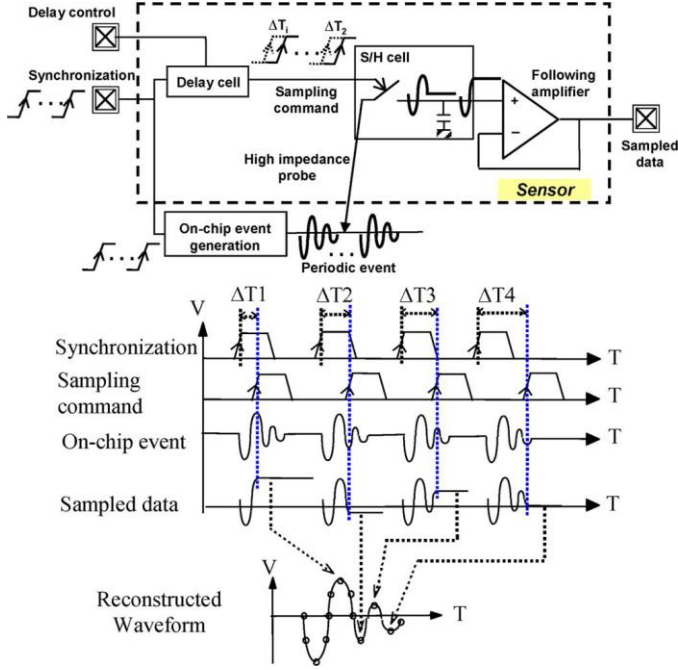 Delay control
Synchronization
Delay cell
ΔTi
ΔT2
Sampling
command
S/H cell
+
−
Following
amplifier
Sampled
data
Sensor
High impedance
probe
On-chip event
generation
Periodic event
V
ΔT1
ΔT2
ΔT3
ΔT4
Synchronization
T
Sampling
command
T
On-chip event
T
Sampled data
T
Reconstructed
Waveform
V
T